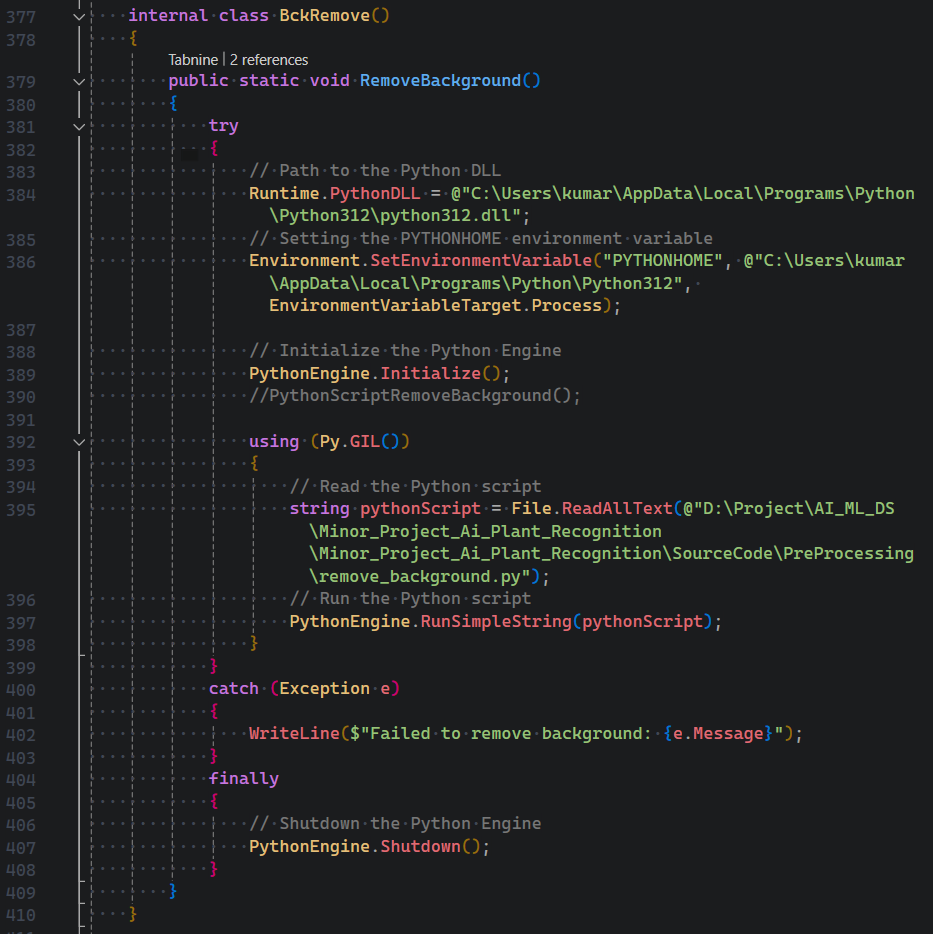 377 internal class BckRemove()
378 {
Tabnine | 2 references
379 public static void RemoveBackground()
380 {
381 try
382 {
383 // Path to the Python DLL
384 Runtime.PythonDLL = @"C:\Users\kumar\AppData\Local\Programs\Python
\Python312\python312.dll";
385 // Setting the PYTHONHOME environment variable
386 Environment.SetEnvironmentVariable("PYTHONHOME", @"C:\Users\kumar
\AppData\Local\Programs\Python\Python312",
EnvironmentVariableTarget.Process);
387
388 // Initialize the Python Engine
389 PythonEngine.Initialize();
390 //PythonScriptRemoveBackground();
391
392 using (Py.GIL())
393 {
394 // Read the Python script
395 string pythonScript = File.ReadAllText(@"D:\Project\AI_ML_DS
\Minor_Project_Ai_Plant_Recognition
\Minor_Project_Ai_Plant_Recognition\SourceCode\PreProcessing
\remove_background.py");
396 // Run the Python script
397 PythonEngine.RunSimpleString(pythonScript);
398 }
399 }
400 catch (Exception e)
401 {
402 WriteLine($"Failed to remove background: {e.Message}");
403 }
404 finally
405 {
406 // Shutdown the Python Engine
407 PythonEngine.Shutdown();
408 }
409 }
410 }